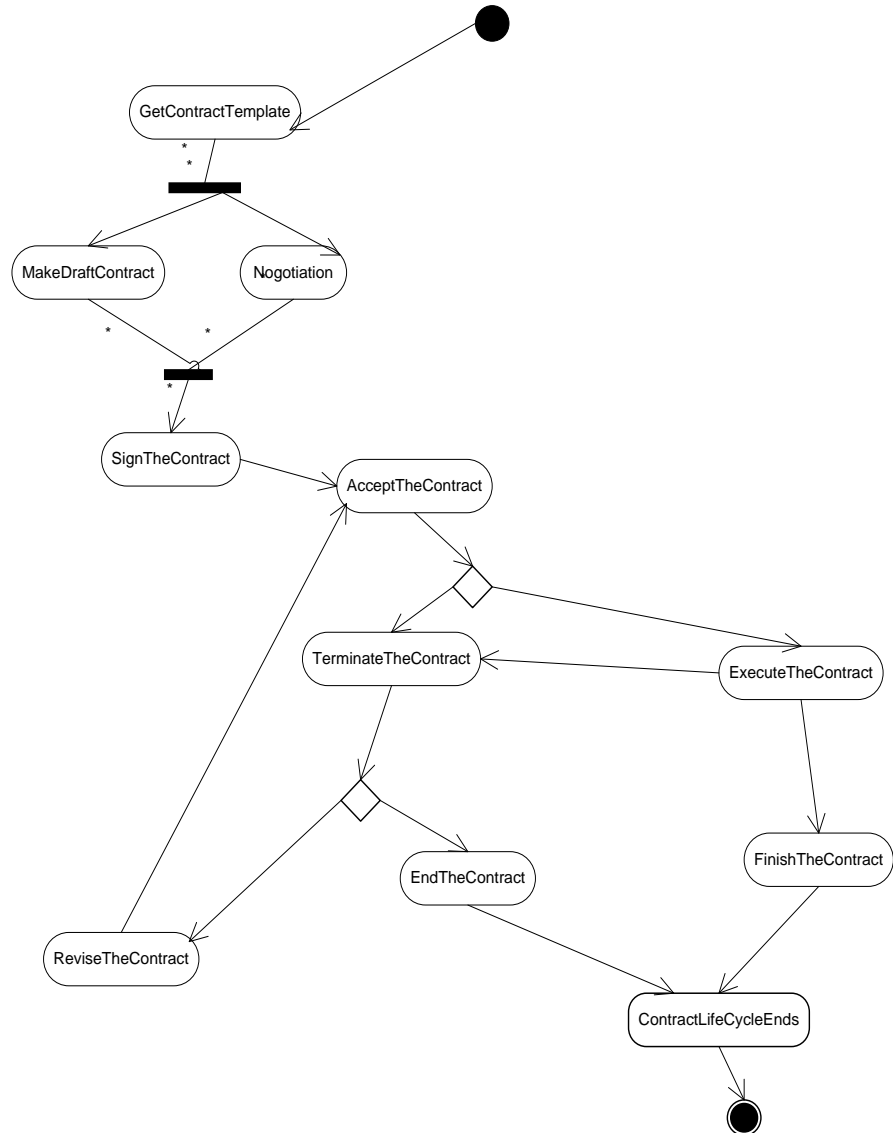 GetContractTemplate
*
*
MakeDraftContract
Nogotiation
*
*
*
SignTheContract
AcceptTheContract
TerminateTheContract
ExecuteTheContract
FinishTheContract
EndTheContract
ReviseTheContract
ContractLifeCycleEnds